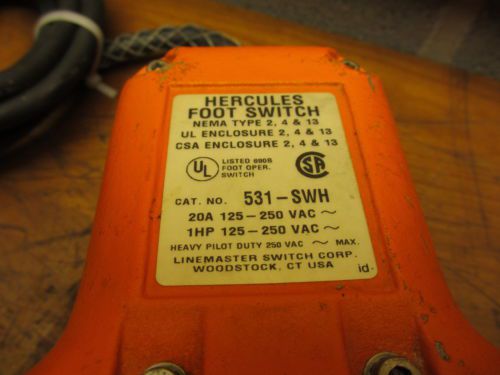 HERCULES
FOOT SWITCH
NEMA TYPE 2, 4 & 13
UL ENCLOSURE 2, 4 & 13
CSA ENCLOSURE 2, 4 & 13
UL LISTED 890B
FOOT OPER.
SWITCH
SA
CAT. NO. 531-SWH
20A 125-250 VAC ~
1HP 125-250 VAC ~
HEAVY PILOT DUTY 250 VAC ~ MAX.
LINEMASTER SWITCH CORP.
WOODSTOCK, CT USA
id-